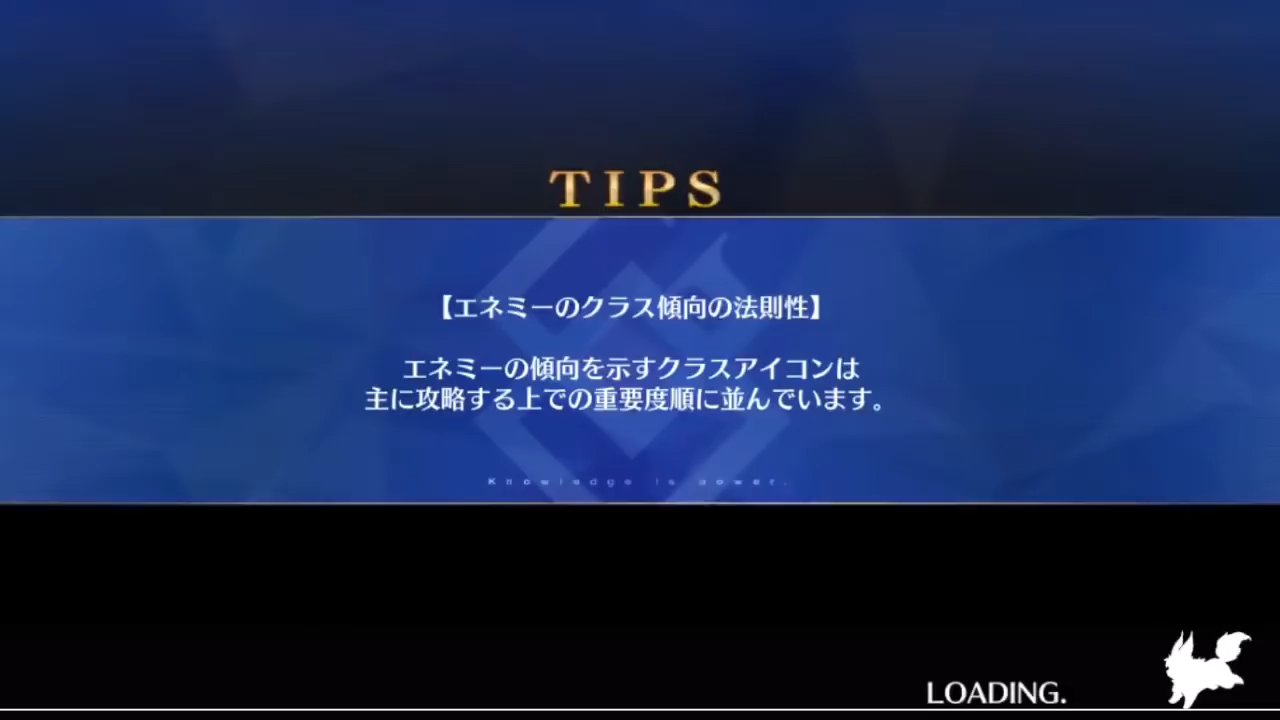 TIPS
【エネミーのクラス傾向の法則性】
エネミーの傾向を示すクラスアイコンは
主に攻略する上での重要度順に並んでいます。
Knowledge is power.
LOADING.